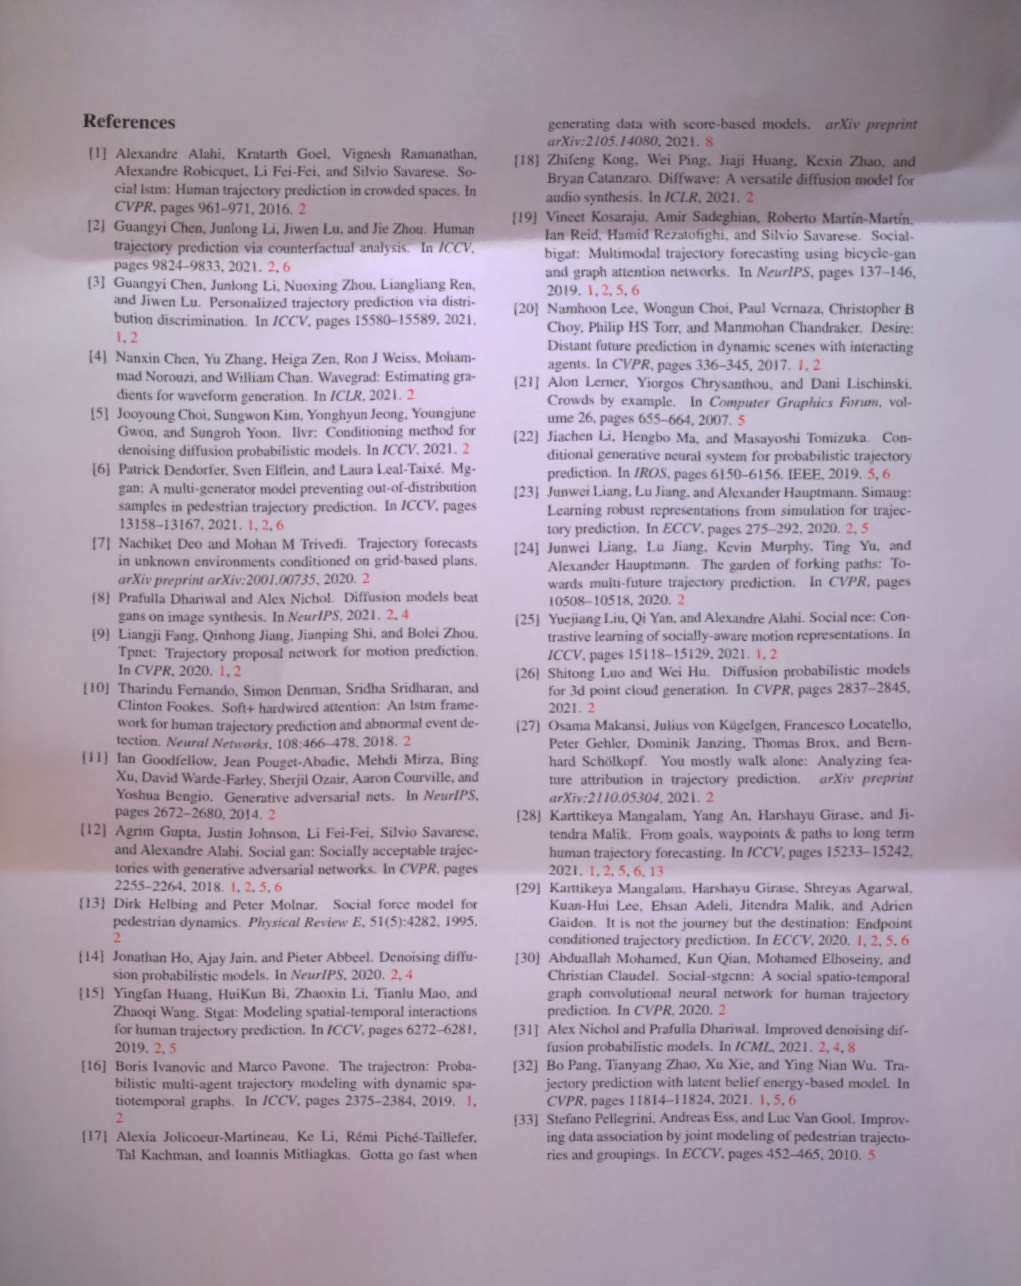 References
[1] Alexandre Alahi, Kratarth Goel, Vignesh Ramanathan,
Alexandre Robicquet, Li Fei-Fei, and Silvio Savarese. So-
cial lstm: Human trajectory prediction in crowded spaces. In
CVPR, pages 961–971, 2016. 2
[2] Guangyi Chen, Junlong Li, Jiwen Lu, and Jie Zhou. Human
trajectory prediction via counterfactual analysis. In ICCV,
pages 9824–9833, 2021. 2, 6
[3] Guangyi Chen, Junlong Li, Nuoxing Zhou, Liangliang Ren,
and Jiwen Lu. Personalized trajectory prediction via distri-
bution discrimination. In ICCV, pages 15580–15589, 2021.
1, 2
[4] Nanxin Chen, Yu Zhang, Heiga Zen, Ron J Weiss, Moham-
mad Norouzi, and William Chan. Wavegrad: Estimating gra-
dients for waveform generation. In ICLR, 2021. 2
[5] Jooyoung Choi, Sungwon Kim, Yonghyun Jeong, Youngjune
Gwon, and Sungroh Yoon. Ilvr: Conditioning method for
denoising diffusion probabilistic models. In ICCV, 2021. 2
[6] Patrick Dendorfer, Sven Elflein, and Laura Leal-Taixé. Mg-
gan: A multi-generator model preventing out-of-distribution
samples in pedestrian trajectory prediction. In ICCV, pages
13158–13167, 2021. 1, 2, 6
[7] Nachiket Deo and Mohan M Trivedi. Trajectory forecasts
in unknown environments conditioned on grid-based plans.
arXiv preprint arXiv:2001.00735, 2020. 2
[8] Prafulla Dhariwal and Alex Nichol. Diffusion models beat
gans on image synthesis. In NeurIPS, 2021. 2, 4
[9] Liangji Fang, Qinhong Jiang, Jianping Shi, and Bolei Zhou.
Tpnet: Trajectory proposal network for motion prediction.
In CVPR, 2020. 1, 2
[10] Tharindu Fernando, Simon Denman, Sridha Sridharan, and
Clinton Fookes. Soft+ hardwired attention: An lstm frame-
work for human trajectory prediction and abnormal event de-
tection. Neural Networks, 108:466–478, 2018. 2
[11] Ian Goodfellow, Jean Pouget-Abadie, Mehdi Mirza, Bing
Xu, David Warde-Farley, Sherjil Ozair, Aaron Courville, and
Yoshua Bengio. Generative adversarial nets. In NeurIPS,
pages 2672–2680, 2014. 2
[12] Agrim Gupta, Justin Johnson, Li Fei-Fei, Silvio Savarese,
and Alexandre Alahi. Social gan: Socially acceptable trajec-
tories with generative adversarial networks. In CVPR, pages
2255–2264, 2018. 1, 2, 5, 6
[13] Dirk Helbing and Peter Molnar. Social force model for
pedestrian dynamics. Physical Review E, 51(5):4282, 1995.
2
[14] Jonathan Ho, Ajay Jain, and Pieter Abbeel. Denoising diffu-
sion probabilistic models. In NeurIPS, 2020. 2, 4
[15] Yingfan Huang, HuiKun Bi, Zhaoxin Li, Tianlu Mao, and
Zhaoqi Wang. Stgat: Modeling spatial-temporal interactions
for human trajectory prediction. In ICCV, pages 6272–6281,
2019. 2, 5
[16] Boris Ivanovic and Marco Pavone. The trajectron: Proba-
bilistic multi-agent trajectory modeling with dynamic spa-
tiotemporal graphs. In ICCV, pages 2375–2384, 2019. 1,
2
[17] Alexia Jolicoeur-Martineau, Ke Li, Rémi Piché-Taillefer,
Tal Kachman, and Ioannis Mitliagkas. Gotta go fast when
generating data with score-based models. arXiv preprint
arXiv:2105.14080, 2021. 8
[18] Zhifeng Kong, Wei Ping, Jiaji Huang, Kexin Zhao, and
Bryan Catanzaro. Diffwave: A versatile diffusion model for
audio synthesis. In ICLR, 2021. 2
[19] Vineet Kosaraju, Amir Sadeghian, Roberto Martín-Martín,
Ian Reid, Hamid Rezatofighi, and Silvio Savarese. Social-
bigat: Multimodal trajectory forecasting using bicycle-gan
and graph attention networks. In NeurIPS, pages 137–146,
2019. 1, 2, 5, 6
[20] Namhoon Lee, Wongun Choi, Paul Vernaza, Christopher B
Choy, Philip HS Torr, and Manmohan Chandraker. Desire:
Distant future prediction in dynamic scenes with interacting
agents. In CVPR, pages 336–345, 2017. 1, 2
[21] Alon Lerner, Yiorgos Chrysanthou, and Dani Lischinski.
Crowds by example. In Computer Graphics Forum, vol-
ume 26, pages 655–664, 2007. 5
[22] Jiachen Li, Hengbo Ma, and Masayoshi Tomizuka. Con-
ditional generative neural system for probabilistic trajectory
prediction. In IROS, pages 6150–6156. IEEE, 2019. 5, 6
[23] Junwei Liang, Lu Jiang, and Alexander Hauptmann. Simaug:
Learning robust representations from simulation for trajec-
tory prediction. In ECCV, pages 275–292, 2020. 2, 5
[24] Junwei Liang, Lu Jiang, Kevin Murphy, Ting Yu, and
Alexander Hauptmann. The garden of forking paths: To-
wards multi-future trajectory prediction. In CVPR, pages
10508–10518, 2020. 2
[25] Yuejiang Liu, Qi Yan, and Alexandre Alahi. Social nce: Con-
trastive learning of socially-aware motion representations. In
ICCV, pages 15118–15129, 2021. 1, 2
[26] Shitong Luo and Wei Hu. Diffusion probabilistic models
for 3d point cloud generation. In CVPR, pages 2837–2845,
2021. 2
[27] Osama Makansi, Julius von Kügelgen, Francesco Locatello,
Peter Gehler, Dominik Janzing, Thomas Brox, and Bern-
hard Schölkopf. You mostly walk alone: Analyzing fea-
ture attribution in trajectory prediction. arXiv preprint
arXiv:2110.05304, 2021. 2
[28] Karttikeya Mangalam, Yang An, Harshayu Girase, and Ji-
tendra Malik. From goals, waypoints & paths to long term
human trajectory forecasting. In ICCV, pages 15233–15242,
2021. 1, 2, 5, 6, 13
[29] Karttikeya Mangalam, Harshayu Girase, Shreyas Agarwal,
Kuan-Hui Lee, Ehsan Adeli, Jitendra Malik, and Adrien
Gaidon. It is not the journey but the destination: Endpoint
conditioned trajectory prediction. In ECCV, 2020. 1, 2, 5, 6
[30] Abduallah Mohamed, Kun Qian, Mohamed Elhoseiny, and
Christian Claudel. Social-stgcnn: A social spatio-temporal
graph convolutional neural network for human trajectory
prediction. In CVPR, 2020. 2
[31] Alex Nichol and Prafulla Dhariwal. Improved denoising dif-
fusion probabilistic models. In ICML, 2021. 2, 4, 8
[32] Bo Pang, Tianyang Zhao, Xu Xie, and Ying Nian Wu. Tra-
jectory prediction with latent belief energy-based model. In
CVPR, pages 11814–11824, 2021. 1, 5, 6
[33] Stefano Pellegrini, Andreas Ess, and Luc Van Gool. Improv-
ing data association by joint modeling of pedestrian trajecto-
ries and groupings. In ECCV, pages 452–465, 2010. 5